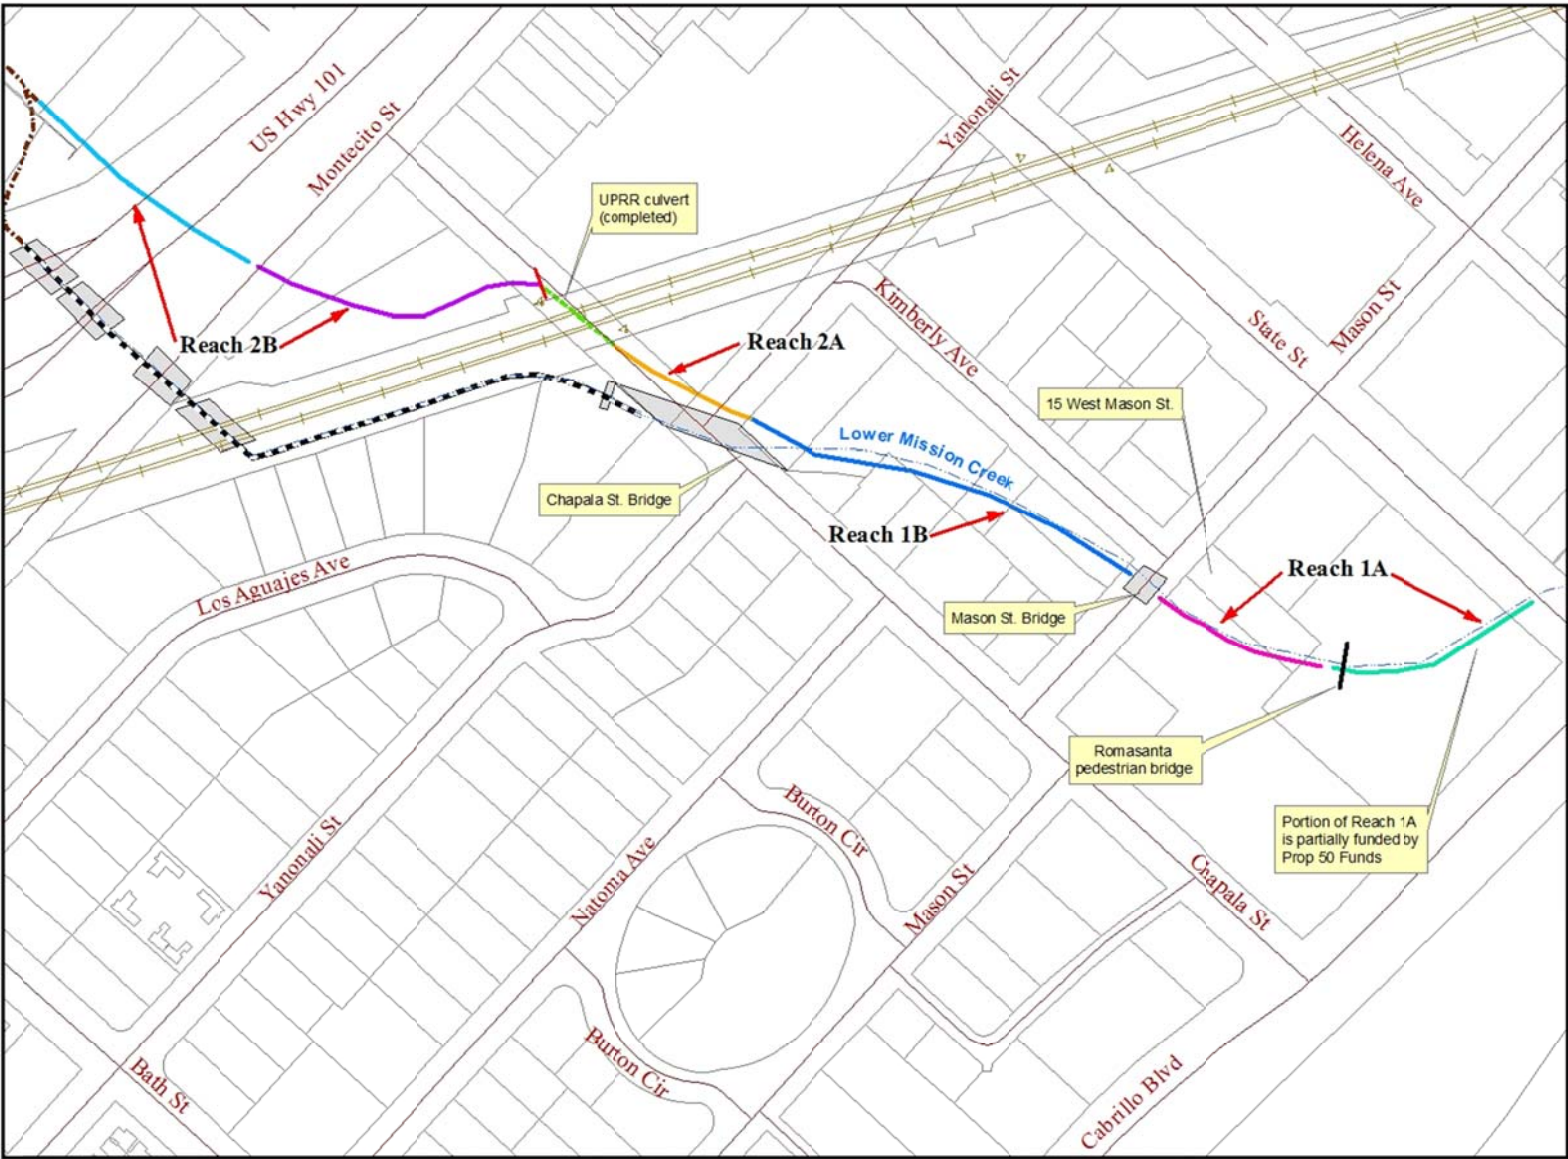 US Hwy 101
Montecito St
Yanonali St
Helena Ave
UPRR culvert
(completed)
Kimberly Ave
State St
Mason St
Reach 2B
Reach 2A
15 West Mason St.
Lower Mission Creek
Chapala St. Bridge
Reach 1B
Reach 1A
Los Aguajes Ave
Mason St. Bridge
Romasanta
pedestrian bridge
Burton Cir
Portion of Reach 1A
is partially funded by
Prop 50 Funds
Yanonali St
Natoma Ave
Mason St
Chapala St
Bath St
Burton Cir
Cabrillo Blvd